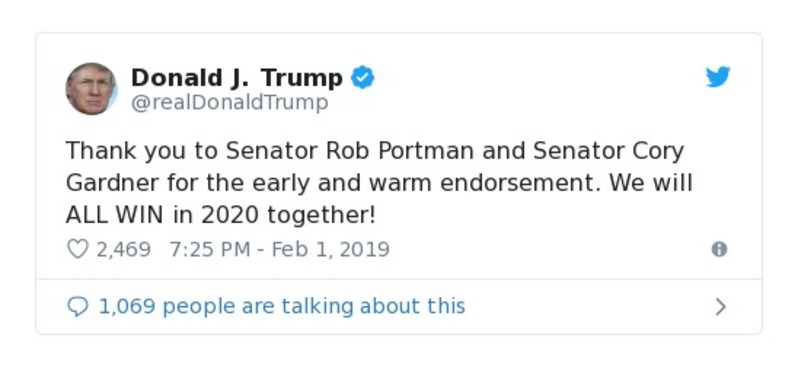 Donald J. Trump
@realDonaldTrump
Thank you to Senator Rob Portman and Senator Cory
Gardner for the early and warm endorsement. We will
ALL WIN in 2020 together!
2,469 7:25 PM - Feb 1, 2019
1,069 people are talking about this